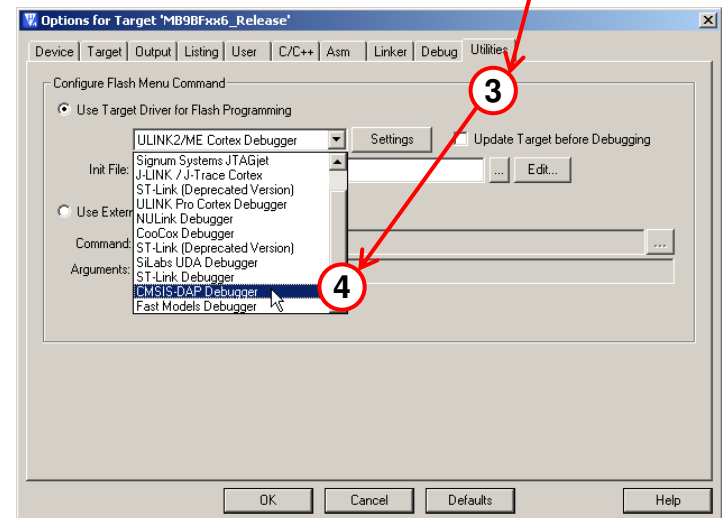 Options for Target 'MB9BFxx6_Release'
Device Target Output Listing User C/C++ Asm Linker Debug Utilities
3
Configure Flash Menu Command
Use Target Driver for Flash Programming
ULINK2/ME Cortex Debugger Settings Update Target before Debugging
Init File: ... Edit...
Signum Systems JTAGjet
J-LINK / J-Trace Cortex
ST-Link (Deprecated Version)
ULINK Pro Cortex Debugger
NULink Debugger
CooCox Debugger
ST-Link (Deprecated Version)
SiLabs UDA Debugger
ST-Link Debugger
CMSIS-DAP Debugger
Fast Models Debugger
4
Use Extern
Command: ...
Arguments:
OK Cancel Defaults Help